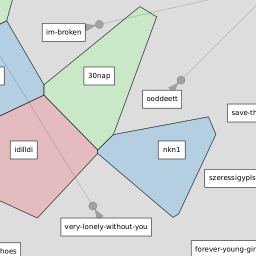 im-broken
30nap
ooddeett
save-th
idilldi
nkn1
szeressigypls
very-lonely-without-you
hoes
forever-young-gir